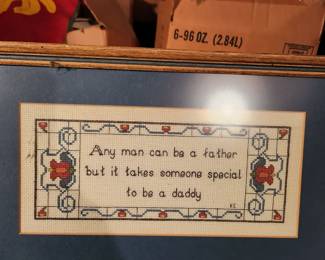 6-96 OZ. (2.84L)
Any man can be a father
but it takes someone special
to be a daddy